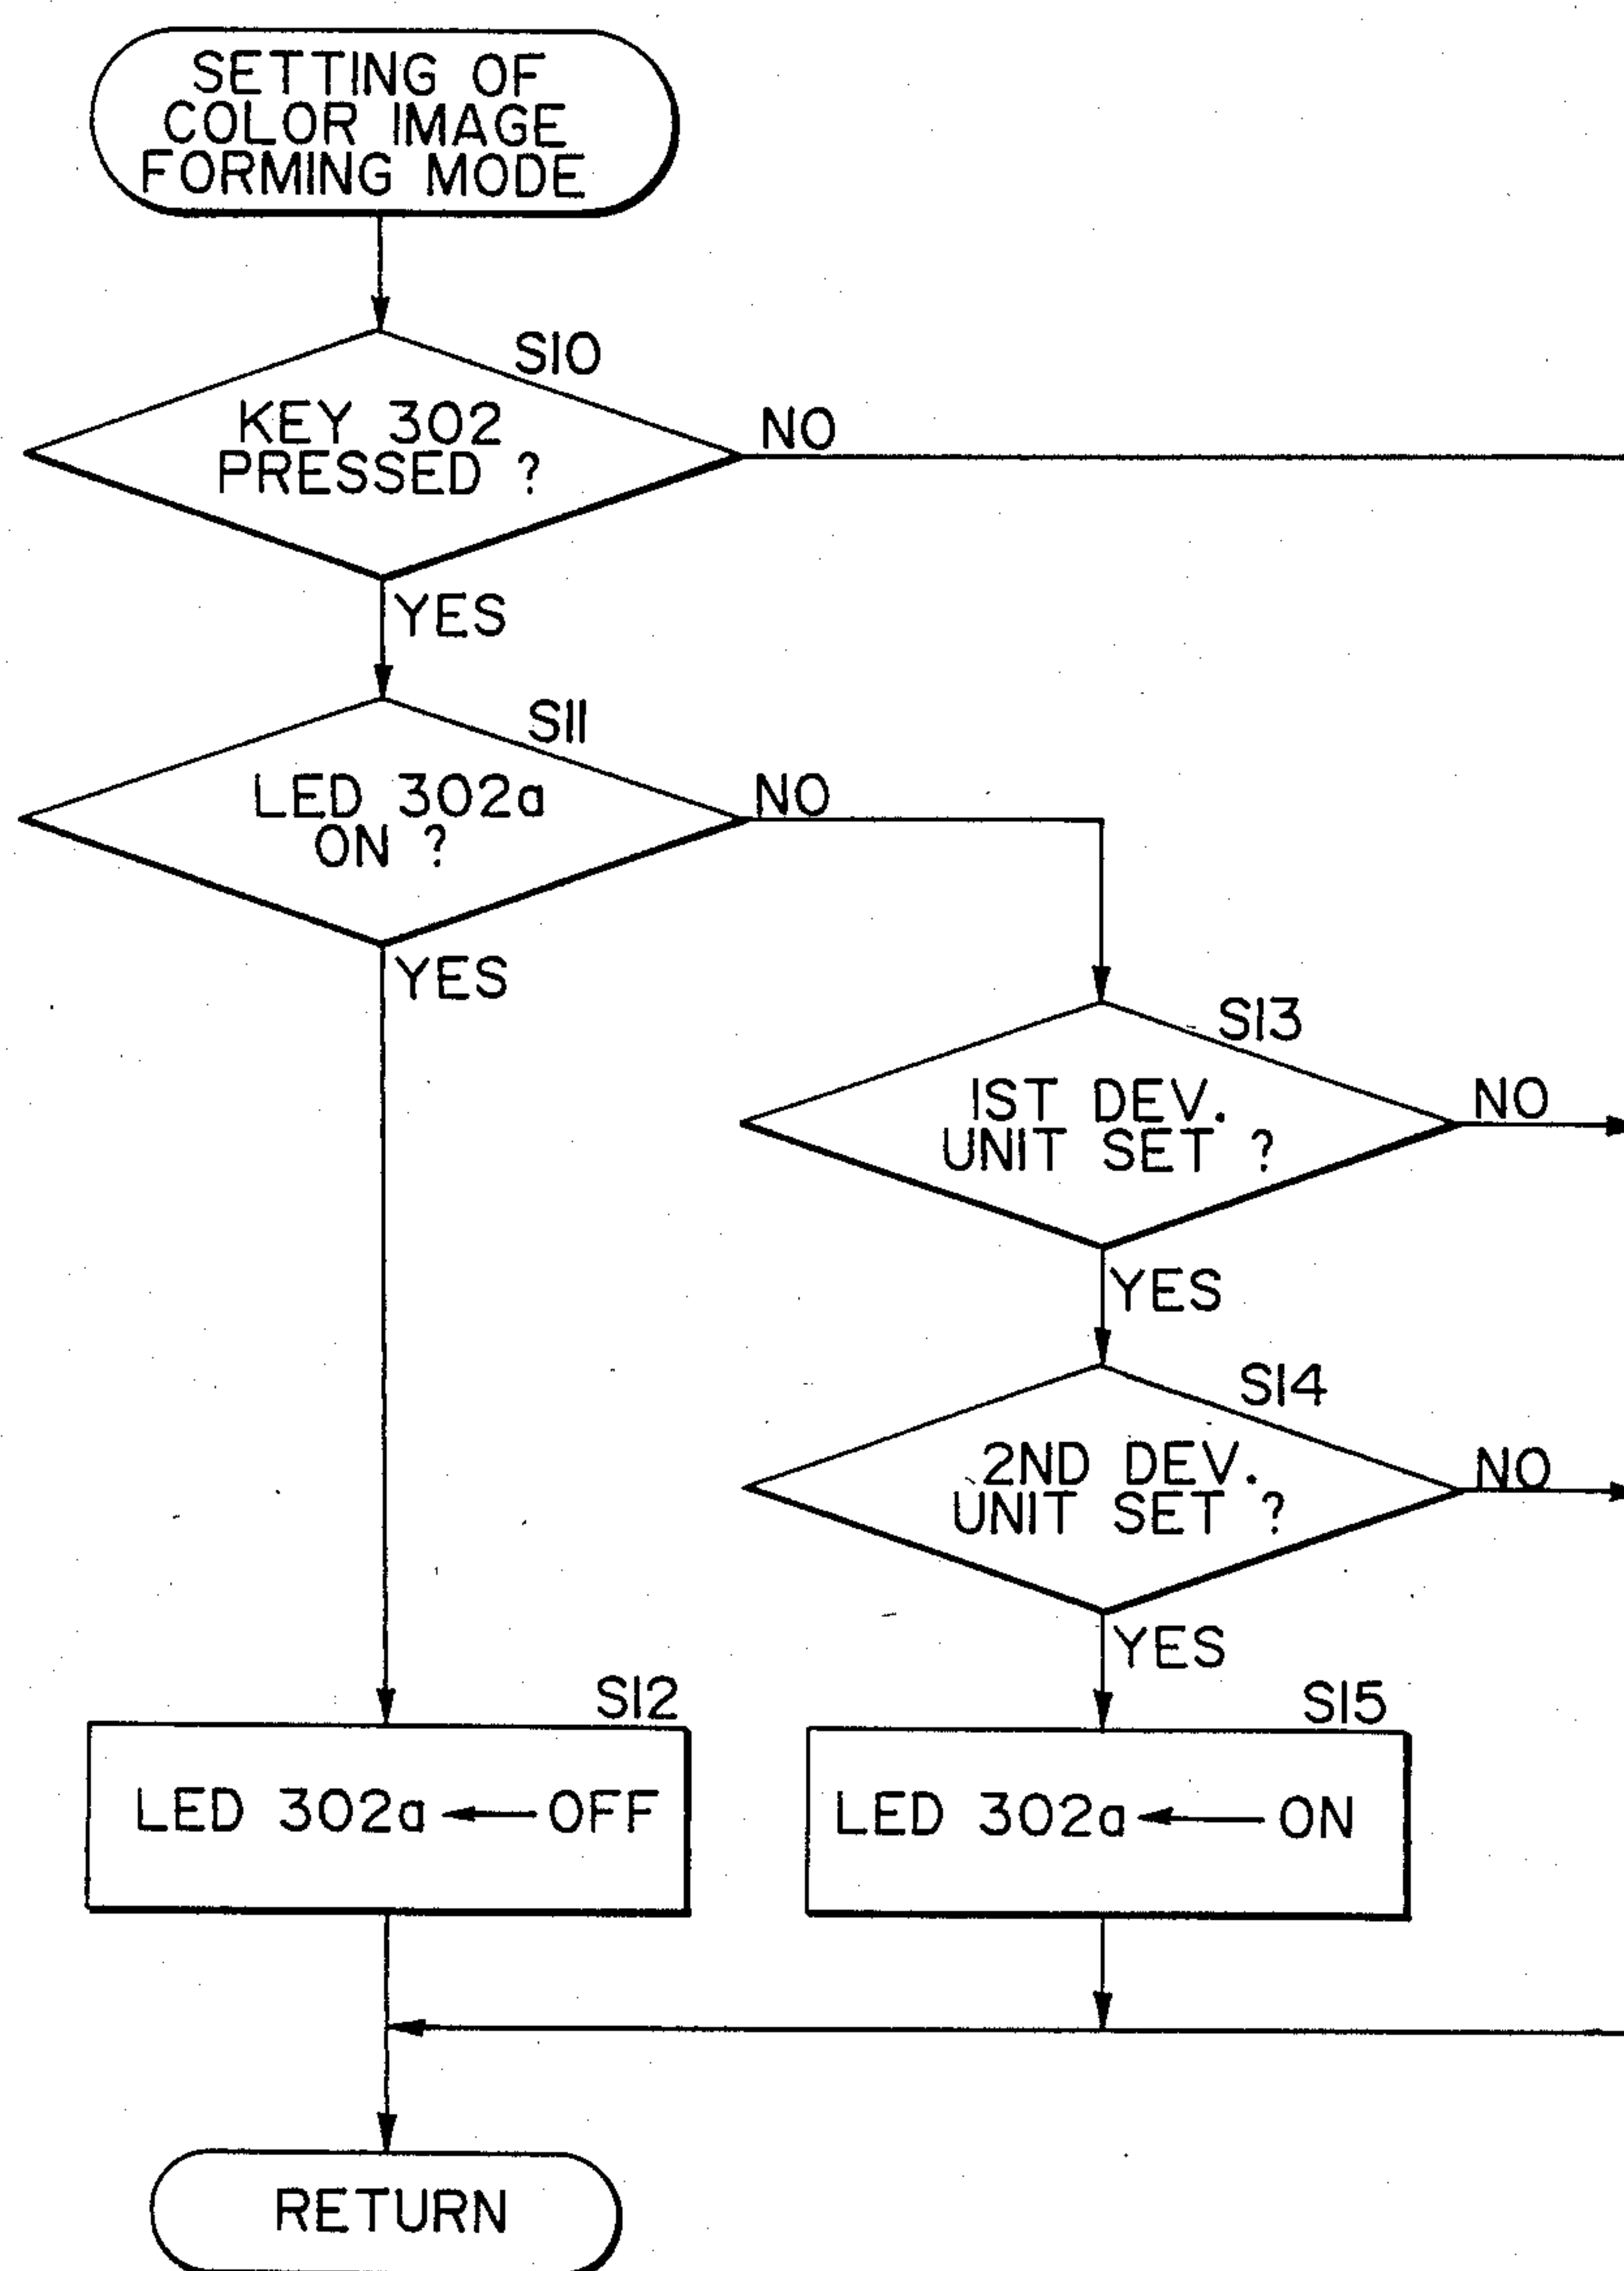 SETTING OF
COLOR IMAGE
FORMING MODE
S10
KEY 302
PRESSED ?
NO
YES
S11
LED 302a
ON ?
NO
YES
S13
1ST DEV.
UNIT SET ?
NO
YES
S14
2ND DEV.
UNIT SET ?
NO
YES
S12
LED 302a ← OFF
S15
LED 302a ← ON
RETURN